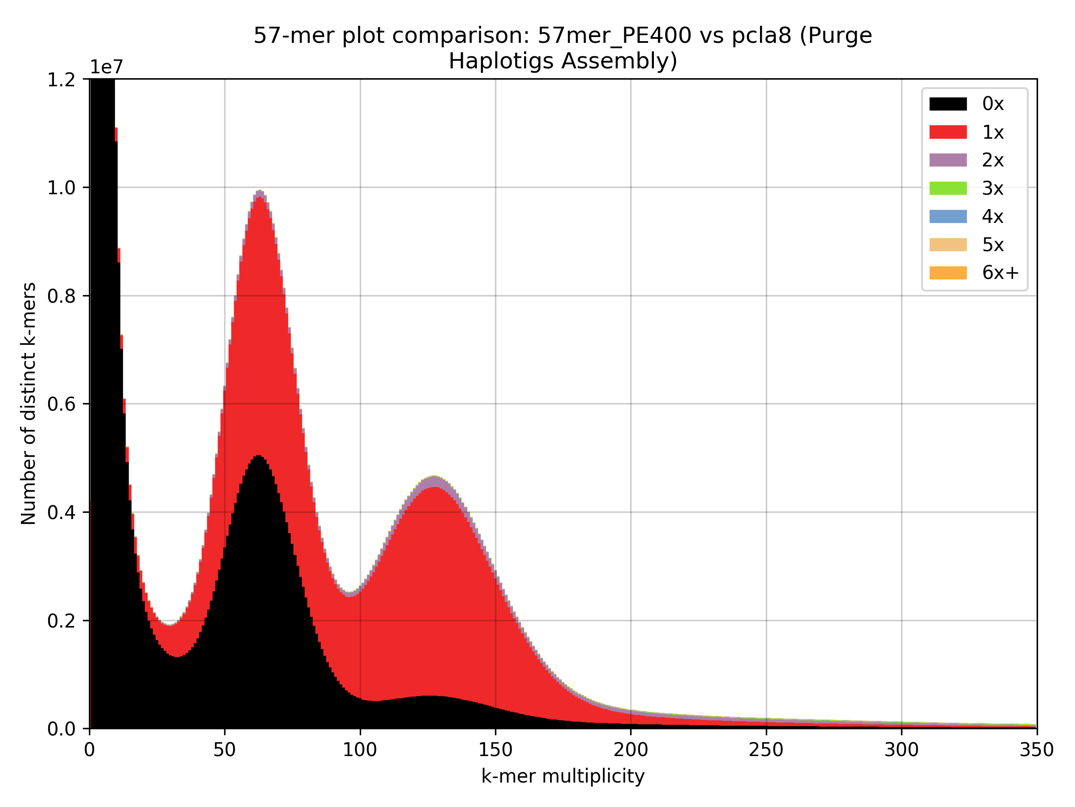 57-mer plot comparison: 57mer_PE400 vs pcla8 (Purge
Haplotigs Assembly)
1e7
1.2
1.0
0.8
0.6
0.4
0.2
0.0
Number of distinct k-mers
0x
1x
2x
3x
4x
5x
6x+
0 50 100 150 200 250 300 350
k-mer multiplicity